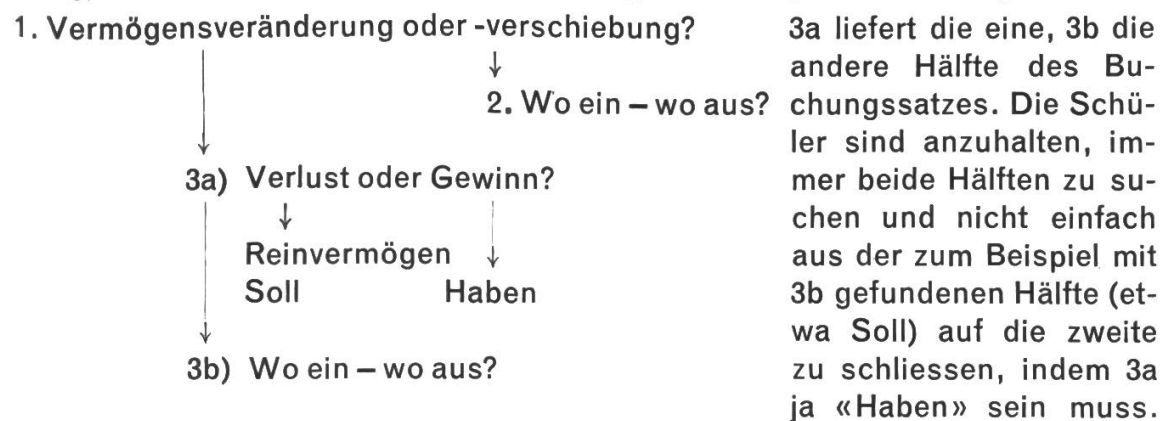 1. Vermögensveränderung oder -verschiebung?
2. Wo ein – wo aus?
3a) Verlust oder Gewinn?
Reinvermögen
Soll Haben
3b) Wo ein – wo aus?
3a liefert die eine, 3b die
andere Hälfte des Bu-
chungssatzes. Die Schü-
ler sind anzuhalten, im-
mer beide Hälften zu su-
chen und nicht einfach
aus der zum Beispiel mit
3b gefundenen Hälfte (et-
wa Soll) auf die zweite
zu schliessen, indem 3a
ja «Haben» sein muss.